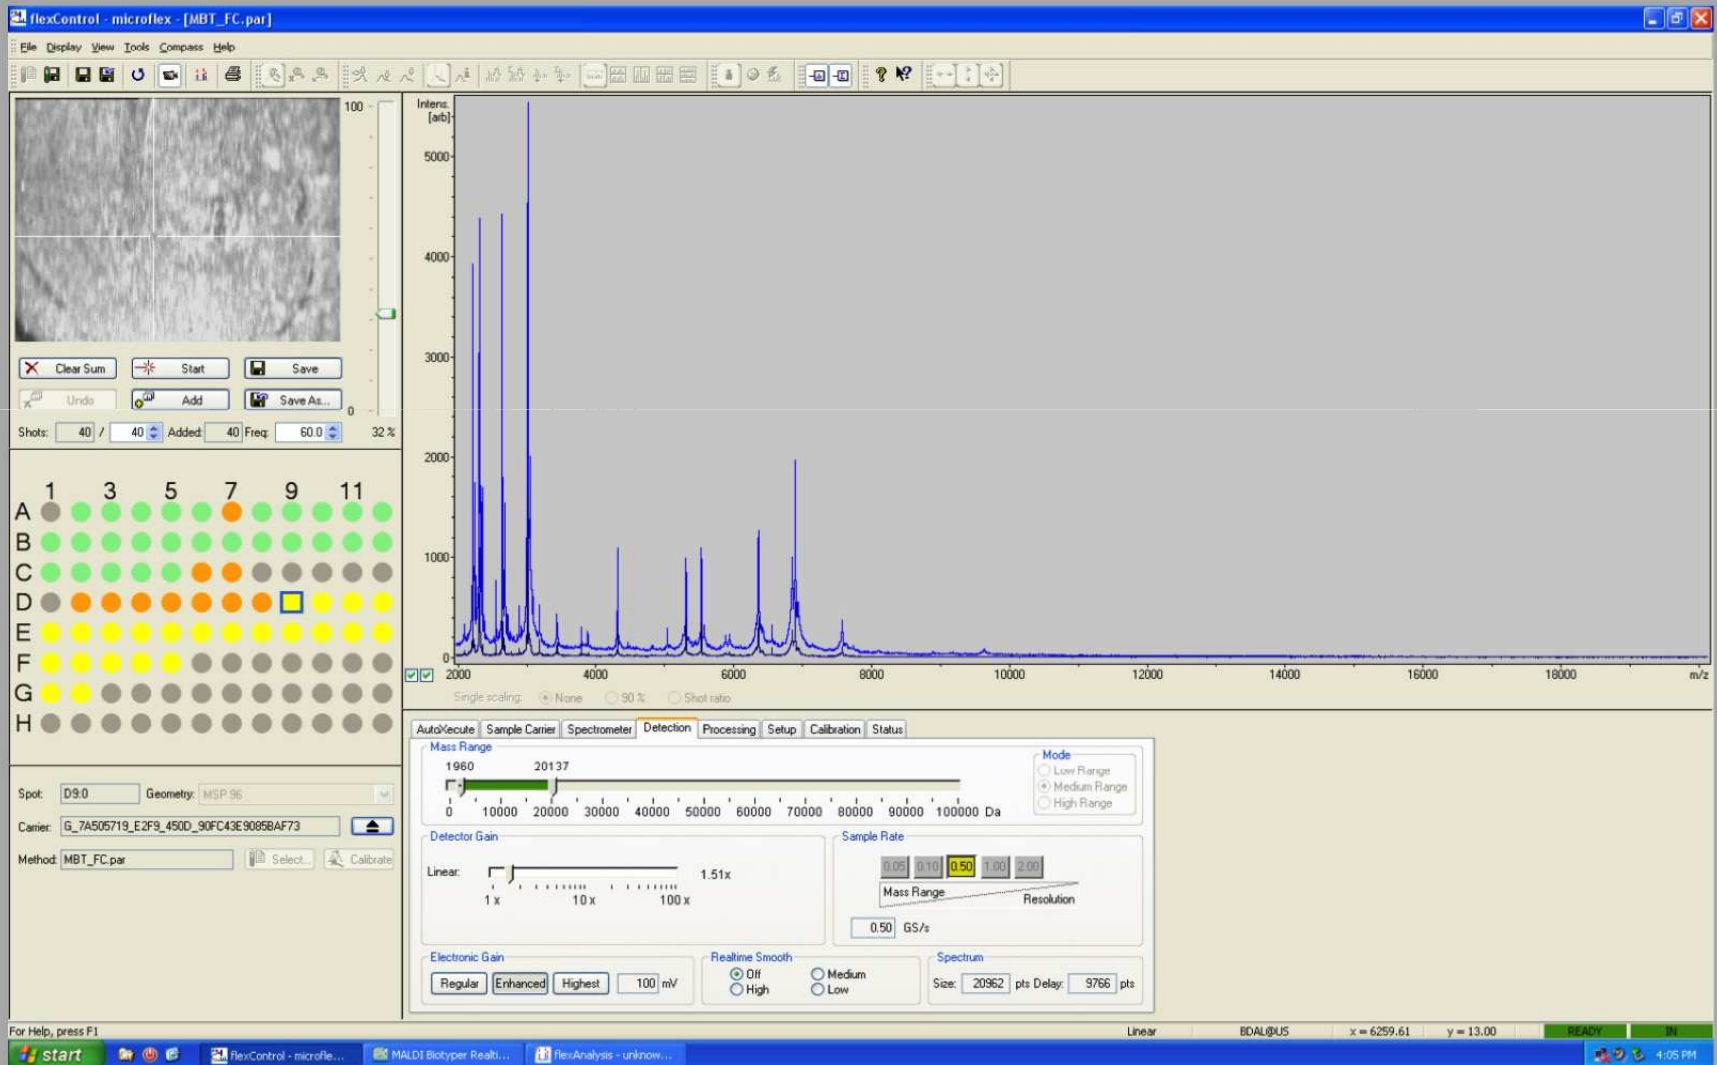 flexControl - microflex - [MBT_FC.par]
File Display View Tools Compass Help
100
0
32 %
Clear Sum Start Save
Undo Add Save As...
Shots: 40 / 40 Added: 40 Freq: 60.0
1 3 5 7 9 11
A
B
C
D
E
F
G
H
Spot: D9:0 Geometry: MSP 96
Carrier: G_7A505719_E2F9_450D_90FC43E9085BAF73
Method: MBT_FC.par Select... Calibrate
Intens.
[arb]
5000
4000
3000
2000
1000
0
2000 4000 6000 8000 10000 12000 14000 16000 18000 m/z
Single scaling: None 90 % Shot ratio
AutoXecute Sample Carrier Spectrometer Detection Processing Setup Calibration Status
Mass Range
1960 20137
0 10000 20000 30000 40000 50000 60000 70000 80000 90000 100000 Da
Mode
Low Range
Medium Range
High Range
Detector Gain
Linear: 1.51x
1 x 10 x 100 x
Sample Rate
0.05 0.10 0.50 1.00 2.00
Mass Range
Resolution
0.50 GS/s
Electronic Gain
Regular Enhanced Highest 100 mV
Realtime Smooth
Off Medium
High Low
Spectrum
Size: 20962 pts Delay: 9766 pts
For Help, press F1 Linear BDAL@US x = 6259.61 y = 13.00 READY IN
start flexControl - microfle... MALDI Biotyper Realti... flexAnalysis - unknow... 4:05 PM